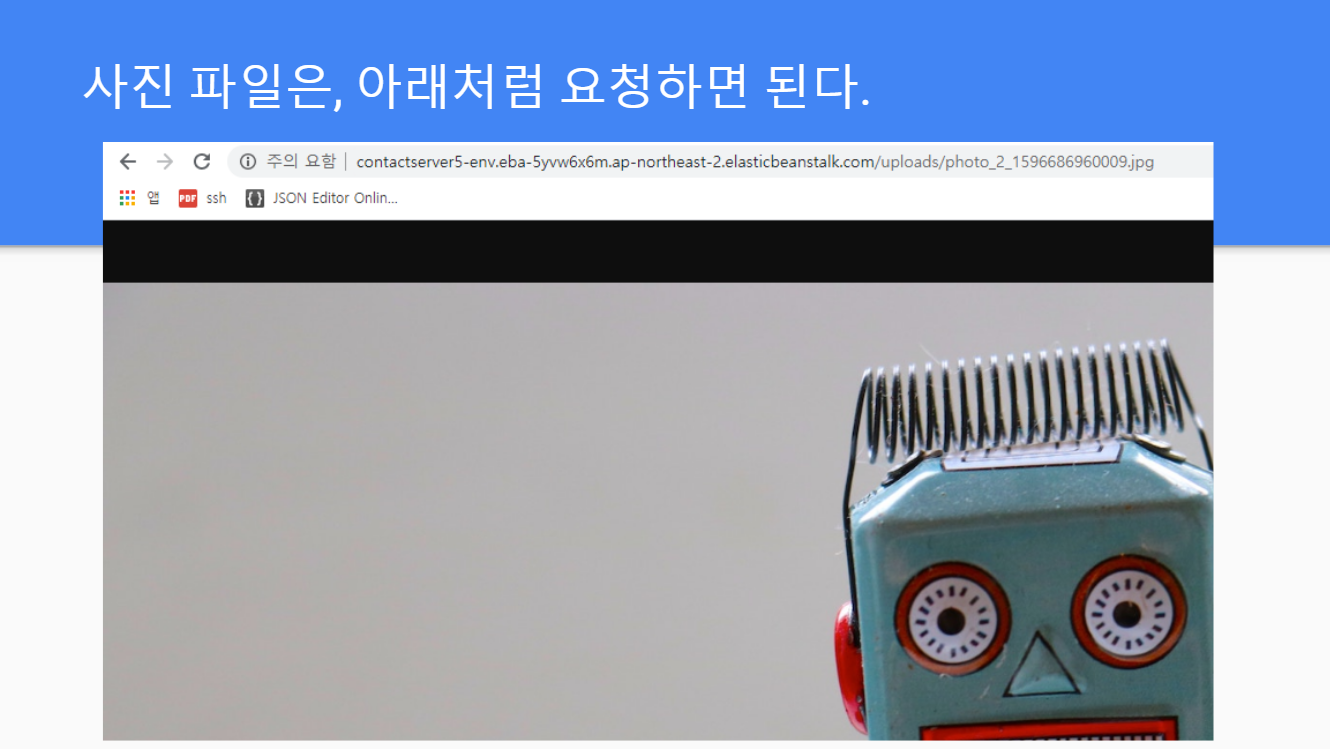 사진 파일은, 아래처럼 요청하면 된다.
주의 요함 | contactserver5-env.eba-5yvw6x6m.ap-northeast-2.elasticbeanstalk.com/uploads/photo_2_1596686960009.jpg
앱 PDF ssh {} JSON Editor Onlin...